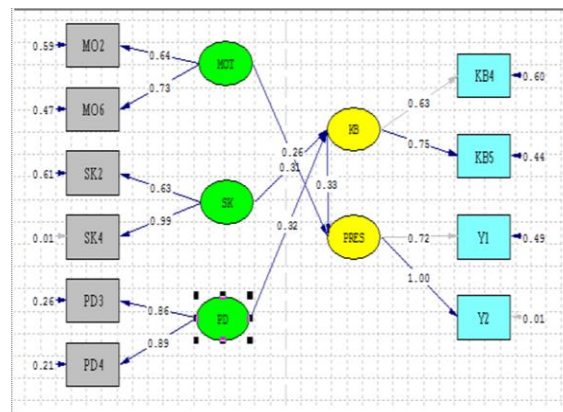 0.59 MO2 0.64 MOT
0.47 MO6 0.73
0.61 SK2 0.63 SK
0.01 SK4 0.99
0.26 PD3 0.86 PD
0.21 PD4 0.89
0.26
0.31
0.33
0.32
KB 0.63 KB4 0.60
0.75 KB5 0.44
PRES 0.72 Y1 0.49
1.00 Y2 0.01